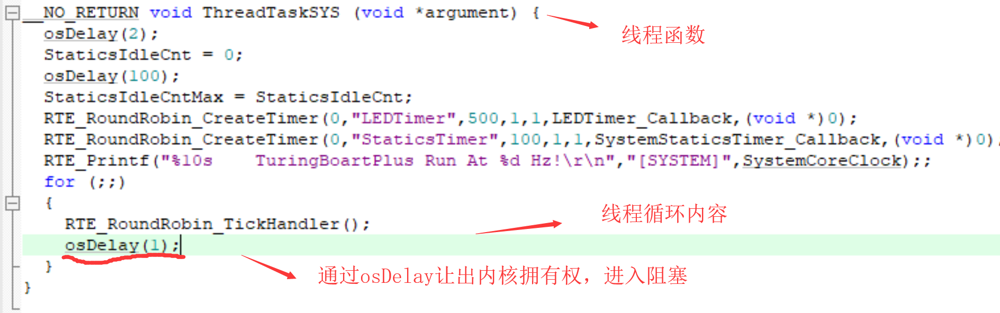 __NO_RETURN void ThreadTaskSYS (void *argument) {
线程函数
osDelay(2);
StaticsIdleCnt = 0;
osDelay(100);
StaticsIdleCntMax = StaticsIdleCnt;
RTE_RoundRobin_CreateTimer(0,"LEDTimer",500,1,1,LEDTimer_Callback,(void *)0);
RTE_RoundRobin_CreateTimer(0,"StaticsTimer",100,1,1,SystemStaticsTimer_Callback,(void *)0)
RTE_Printf("%10s    TuringBoartPlus Run At %d Hz!\r\n","[SYSTEM]",SystemCoreClock);;
for (;;)
{
线程循环内容
RTE_RoundRobin_TickHandler();
osDelay(1);
}
通过osDelay让出内核拥有权，进入阻塞
}